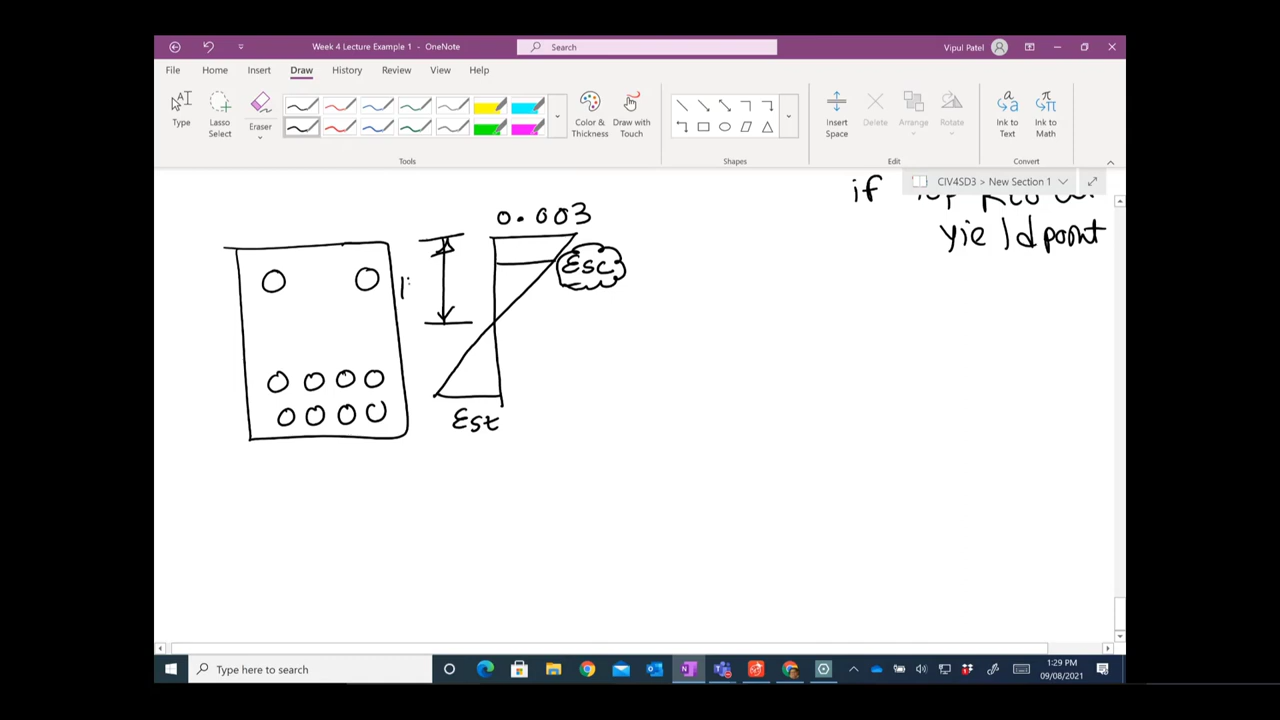 Week 4 Lecture Example 1 - OneNote
Search
Vipul Patel
File Home Insert Draw History Review View Help
Type
Lasso Select
Eraser
Color & Thickness
Draw with Touch
Insert Space
Delete
Arrange
Rotate
Ink to Text
Ink to Math
Tools
Shapes
Edit
Convert
CIV4SD3 > New Section 1
if
yield point
0.003
Esc
Est
Type here to search
1:29 PM
09/08/2021